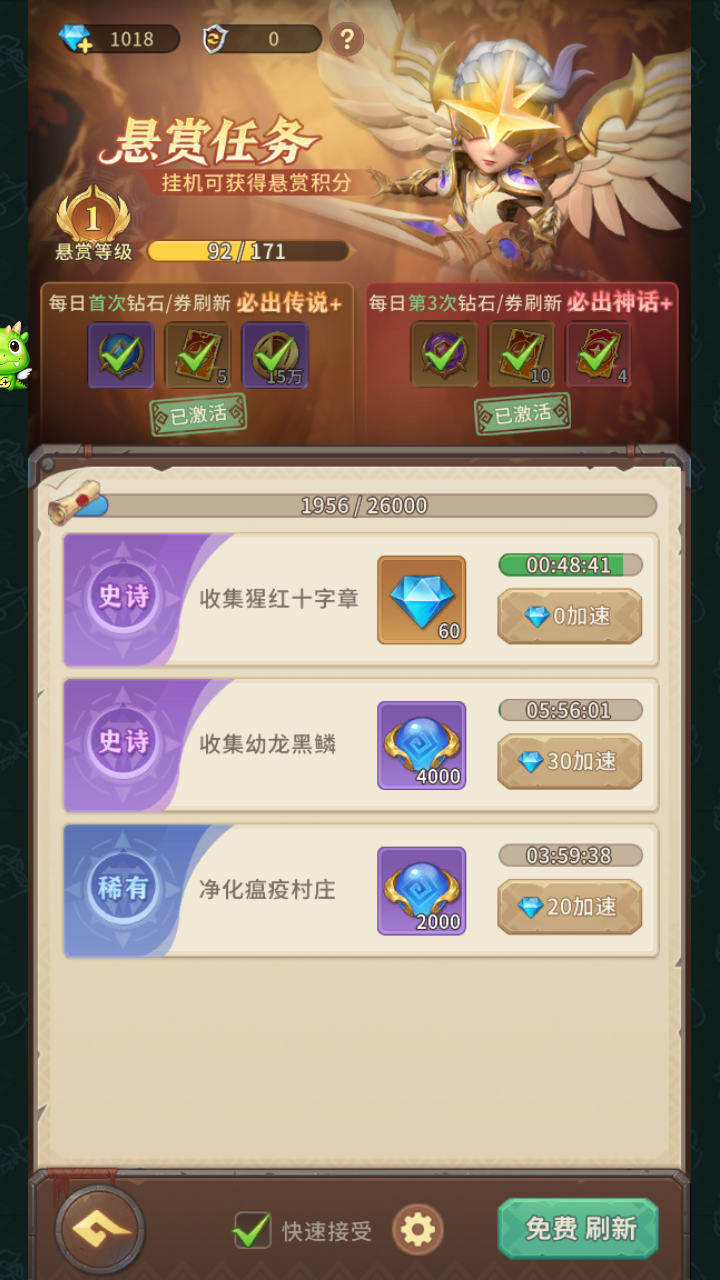 1018
0
?
悬赏任务
挂机可获得悬赏积分
1
悬赏等级
92/171
每日首次钻石/券刷新 必出传说+
5
15万
已激活
每日第3次钻石/券刷新 必出神话+
10
4
已激活
1956/26000
史诗
收集猩红十字章
60
00:48:41
0加速
史诗
收集幼龙黑鳞
4000
05:56:01
30加速
稀有
净化瘟疫村庄
2000
03:59:38
20加速
快速接受
免费 刷新